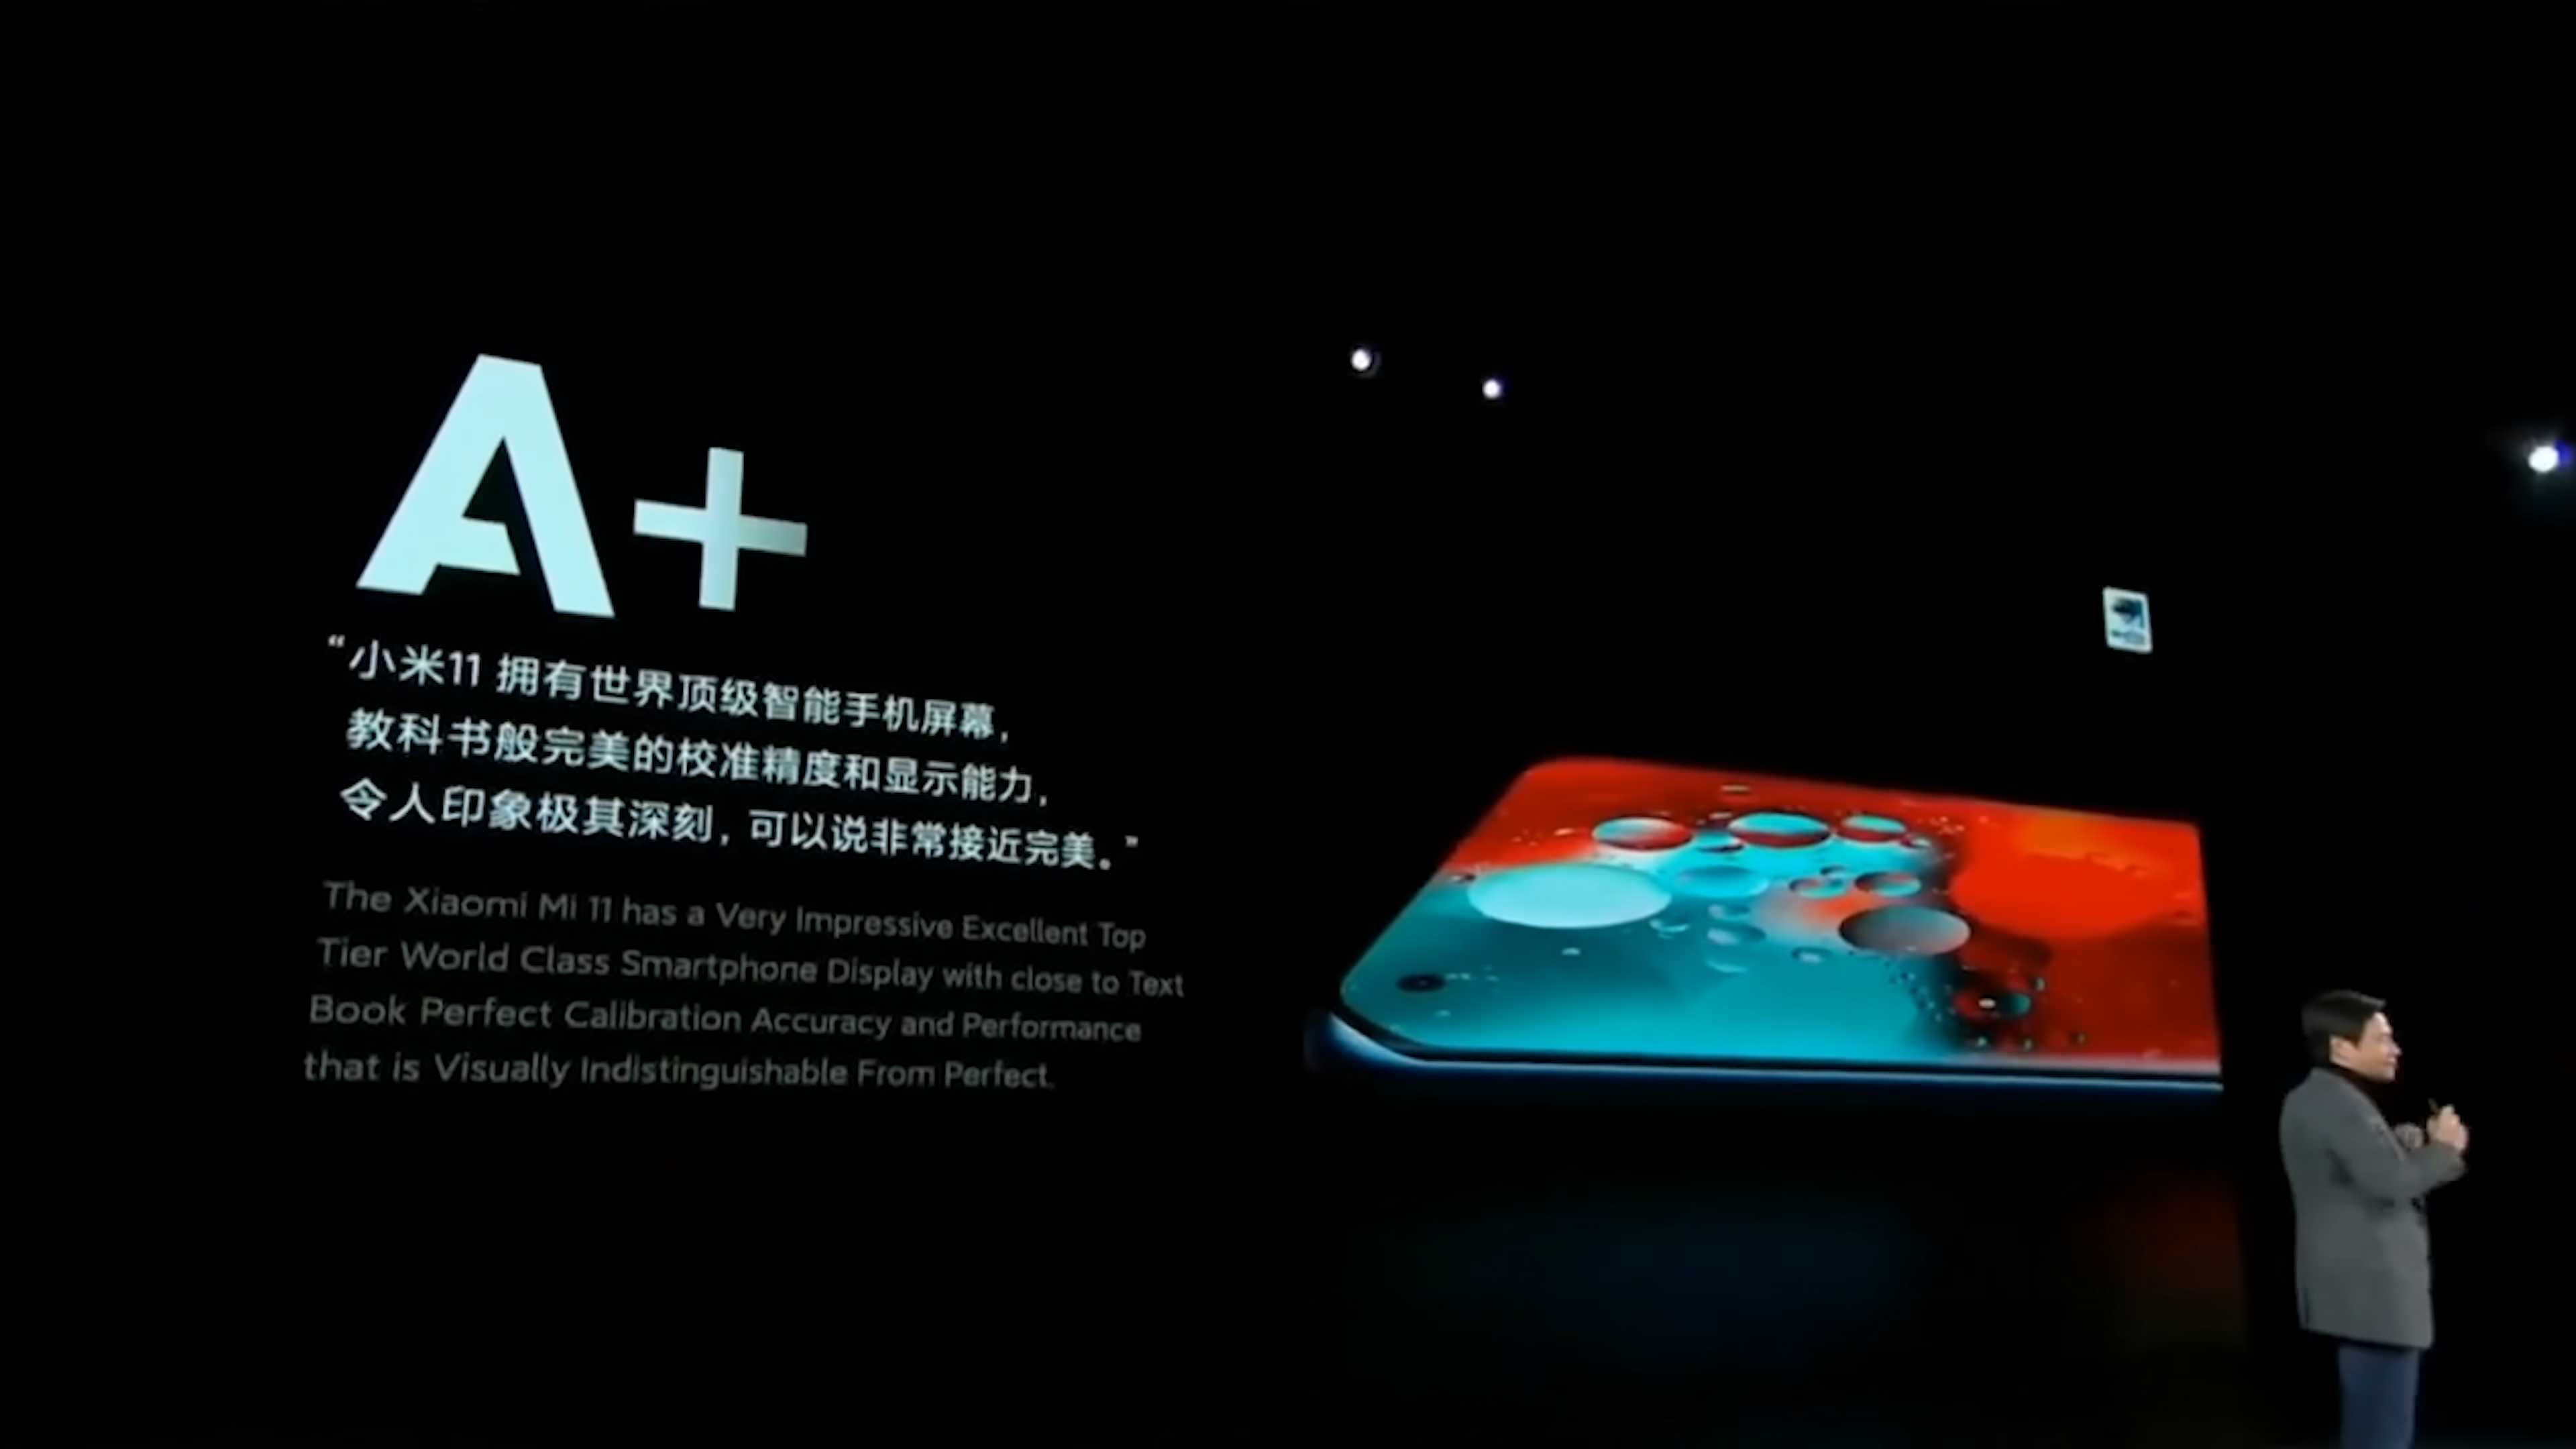 A+
“小米11 拥有世界顶级智能手机屏幕,
教科书般完美的校准精度和显示能力,
令人印象极其深刻, 可以说非常接近完美。”
The Xiaomi Mi 11 has a Very Impressive Excellent Top
Tier World Class Smartphone Display with close to Text
Book Perfect Calibration Accuracy and Performance
that is Visually Indistinguishable From Perfect.